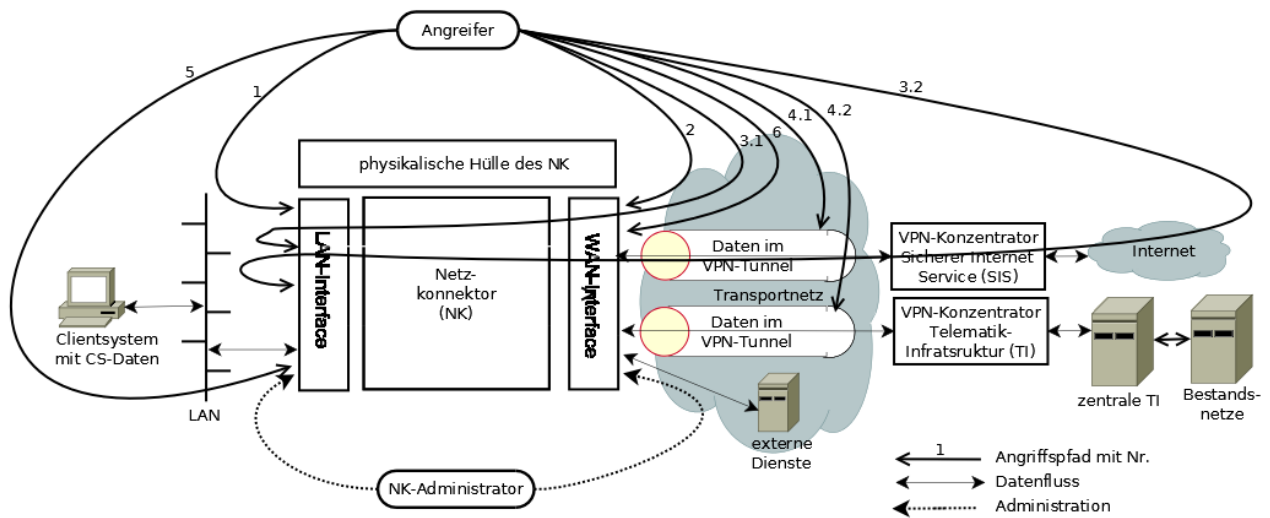 Angreifer
5
1
2
3.1
6
4.1
4.2
3.2
physikalische Hülle des NK
LAN-Interface
Netz-
konnektor
(NK)
WAN-Interface
Daten im
VPN-Tunnel
Transportnetz
Daten im
VPN-Tunnel
VPN-Konzentrator
Sicherer Internet
Service (SIS)
Internet
VPN-Konzentrator
Telematik-
Infratsruktur (TI)
Clientsystem
mit CS-Daten
LAN
zentrale TI
Bestands-
netze
externe
Dienste
NK-Administrator
1
Angriffspfad mit Nr.
Datenfluss
Administration